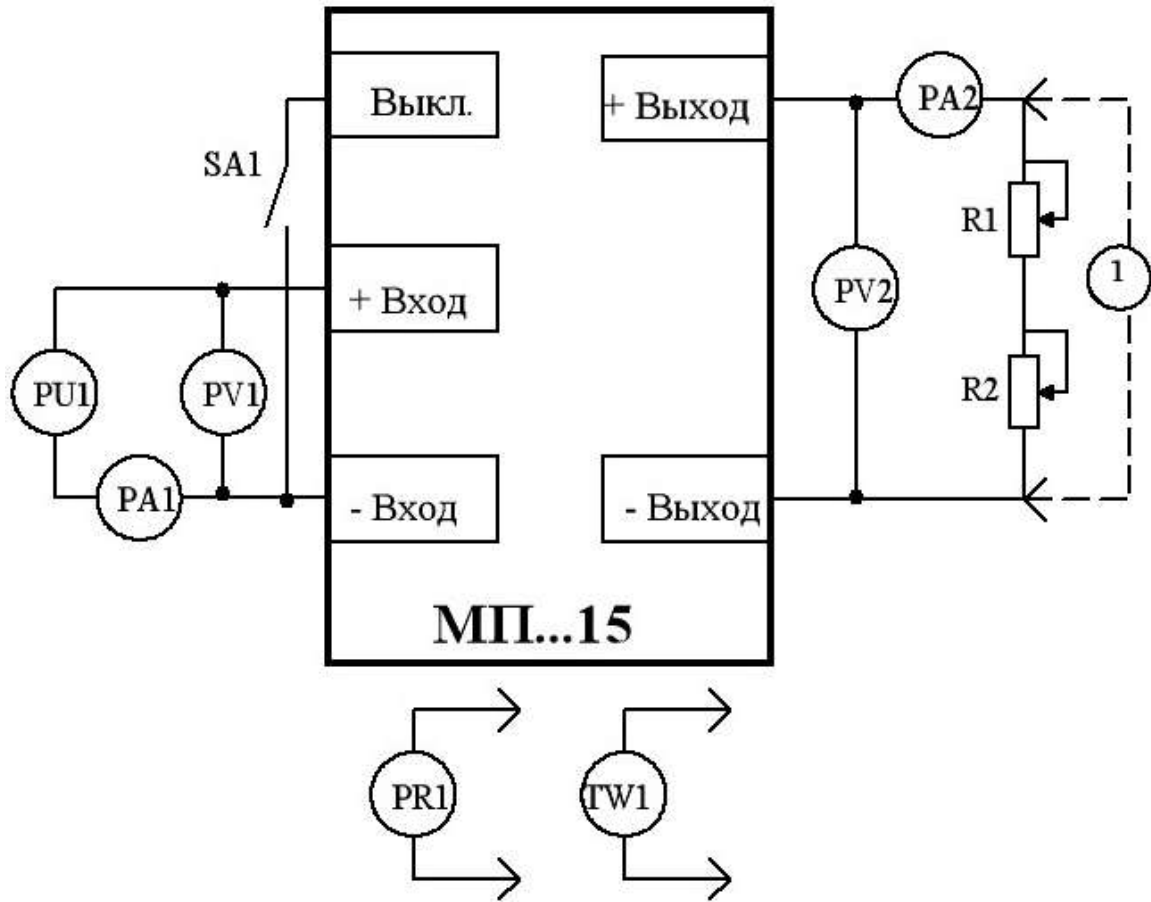 Выкл.
+ Выход
PA2
SA1
R1
1
+ Вход
PV2
PU1
PV1
R2
PA1
- Вход
- Выход
МП...15
PR1
TW1